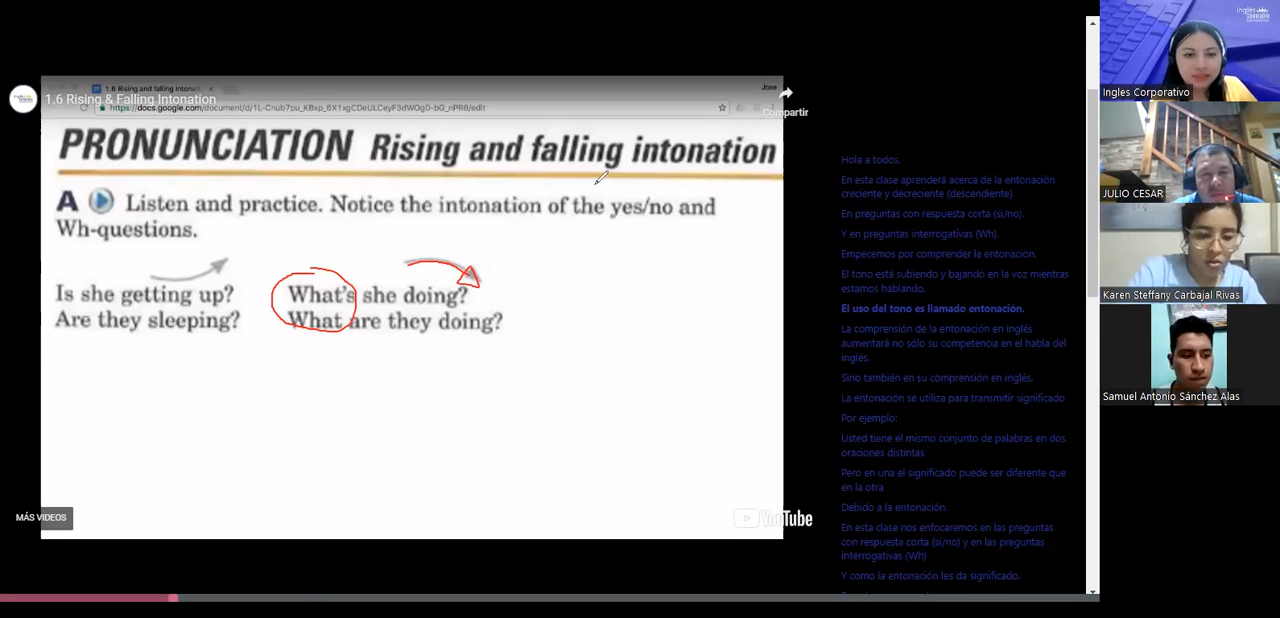 1.6 Rising and falling intona
Jose
1.6 Rising & Falling Intonation
Compartir
PRONUNCIATION Rising and falling intonation
A Listen and practice. Notice the intonation of the yes/no and
Wh-questions.
Is she getting up? What's she doing?
Are they sleeping? What are they doing?
MÁS VIDEOS
YouTube
Hola a todos.
En esta clase aprenderá acerca de la entonación
creciente y decreciente (descendiente).
En preguntas con respuesta corta (si/no).
Y en preguntas interrogativas (Wh).
Empecemos por comprender la entonación.
El tono está subiendo y bajando en la voz mientras
estamos hablando.
El uso del tono es llamado entonación.
La comprensión de la entonación en inglés
aumentará no sólo su competencia en el habla del
inglés.
Sino también en su comprensión en inglés.
La entonación se utiliza para transmitir significado
Por ejemplo:
Usted tiene el mismo conjunto de palabras en dos
oraciones distintas
Pero en una el significado puede ser diferente que
en la otra
Debido a la entonación.
En esta clase nos enfocaremos en las preguntas
con respuesta corta (si/no) y en las preguntas
interrogativas (Wh)
Y como la entonación les da significado.
Inglés
Ingles Corporativo
JULIO CESAR
Karen Steffany Carbajal Rivas
Samuel Antonio Sánchez Alas